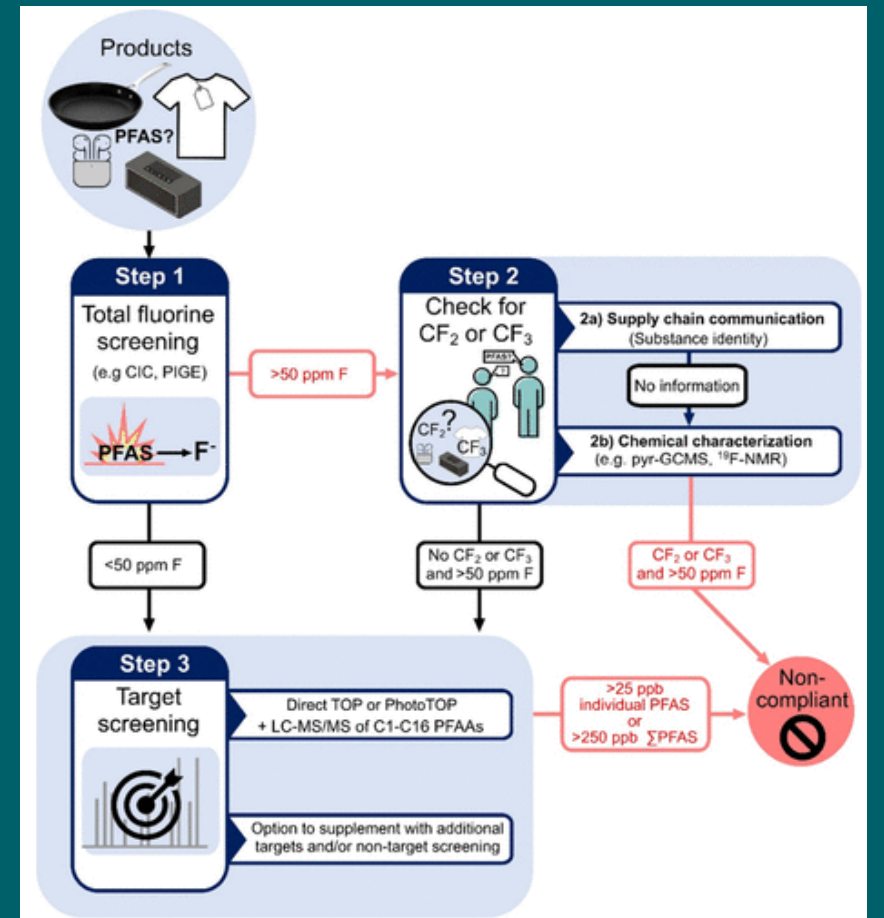 Products
PFAS?
Step 1
Total fluorine
screening
(e.g CIC, PIGE)
PFAS → F⁻
>50 ppm F
<50 ppm F
Step 2
Check for
CF₂ or CF₃
PFAS?
CF₂?
CF₃
2a) Supply chain communication
(Substance identity)
No information
2b) Chemical characterization
(e.g. pyr-GCMS, ¹⁹F-NMR)
No CF₂ or CF₃
and >50 ppm F
CF₂ or CF₃
and >50 ppm F
Step 3
Target
screening
Direct TOP or PhotoTOP
+ LC-MS/MS of C1-C16 PFAAs
Option to supplement with additional
targets and/or non-target screening
>25 ppb
individual PFAS
or
>250 ppb ∑PFAS
Non-
compliant